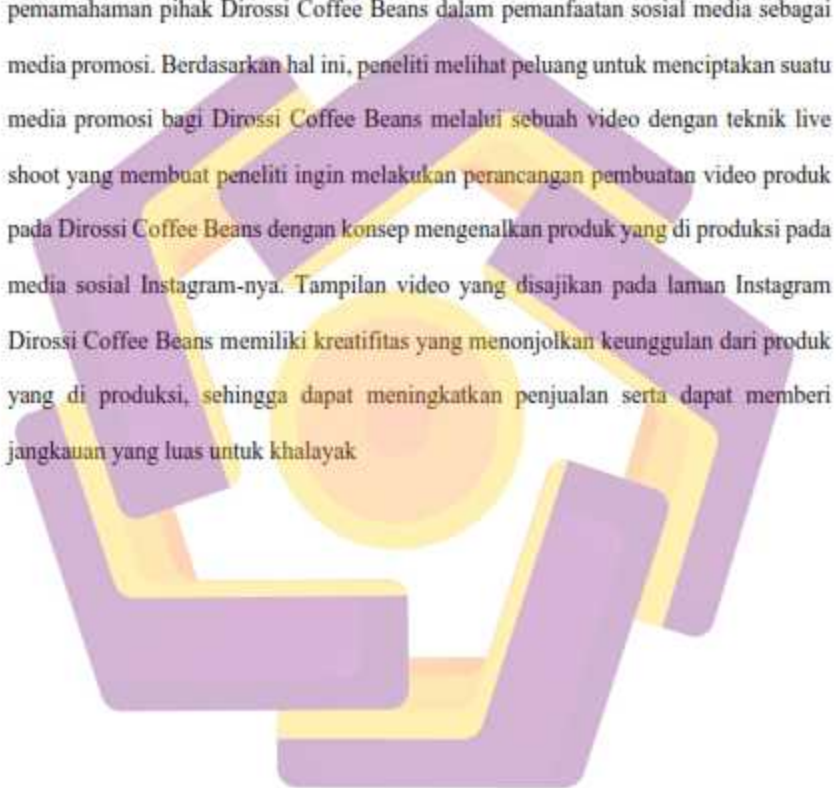 pemamahaman pihak Dirossi Coffee Beans dalam pemanfaatan sosial media sebagai
media promosi. Berdasarkan hal ini, peneliti melihat peluang untuk menciptakan suatu
media promosi bagi Dirossi Coffee Beans melalui sebuah video dengan teknik live
shoot yang membuat peneliti ingin melakukan perancangan pembuatan video produk
pada Dirossi Coffee Beans dengan konsep mengenalkan produk yang di produksi pada
media sosial Instagram-nya. Tampilan video yang disajikan pada laman Instagram
Dirossi Coffee Beans memiliki kreatifitas yang menonjolkan keunggulan dari produk
yang di produksi, sehingga dapat meningkatkan penjualan serta dapat memberi
jangkauan yang luas untuk khalayak